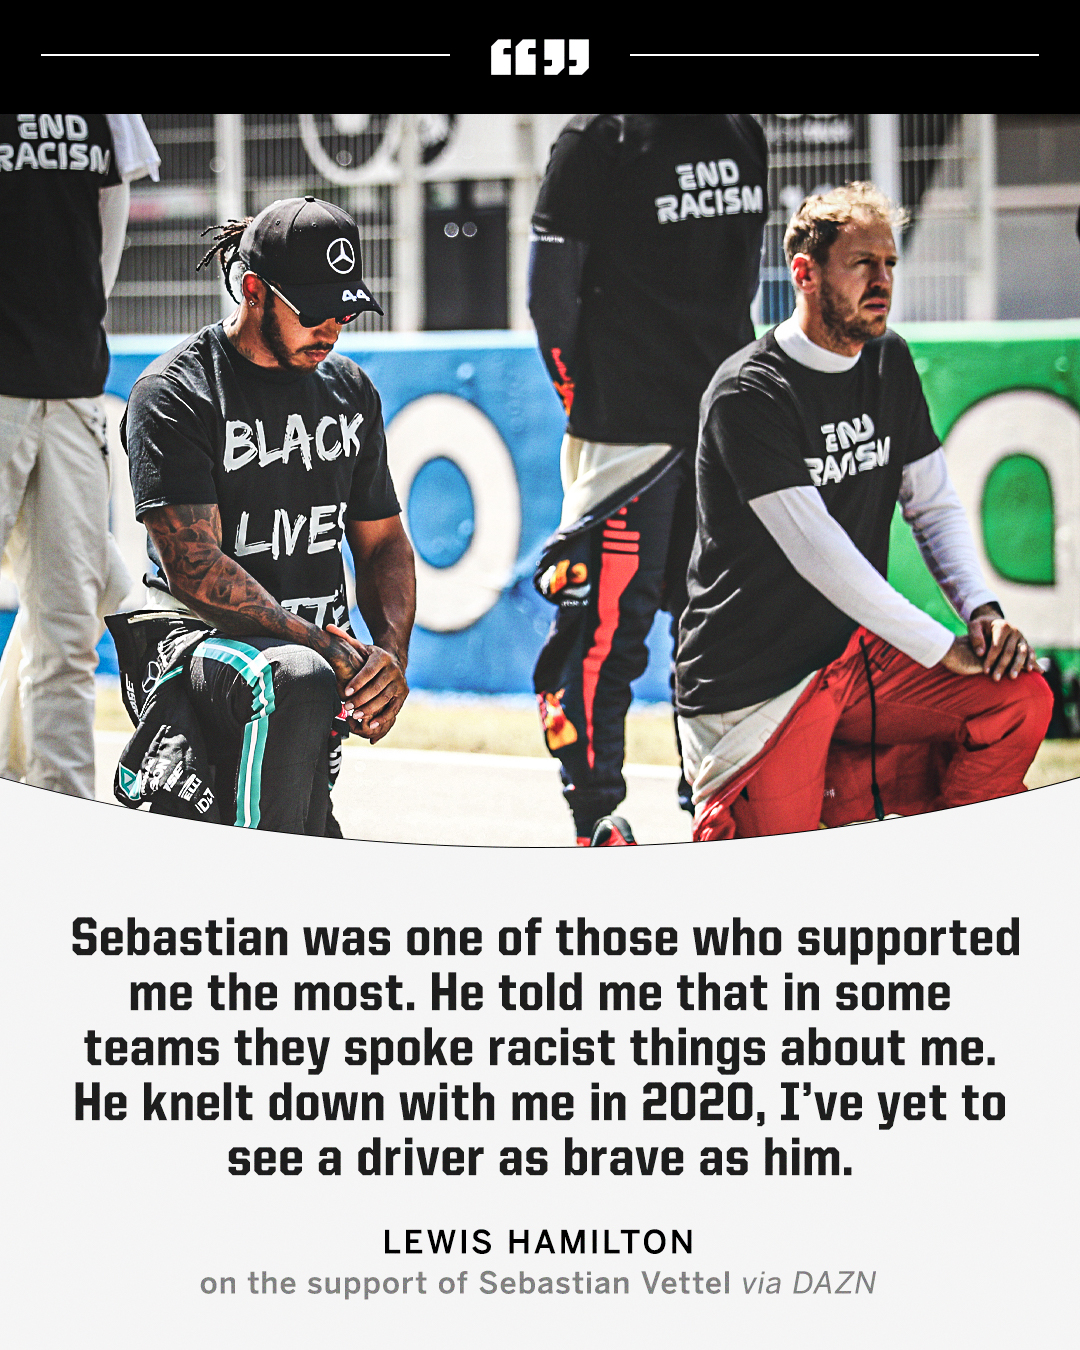 END
RACISM
END
RACISM
44
BLACK
LIVES
END
RACISM
Sebastian was one of those who supported
me the most. He told me that in some
teams they spoke racist things about me.
He knelt down with me in 2020, I’ve yet to
see a driver as brave as him.
LEWIS HAMILTON
on the support of Sebastian Vettel via DAZN